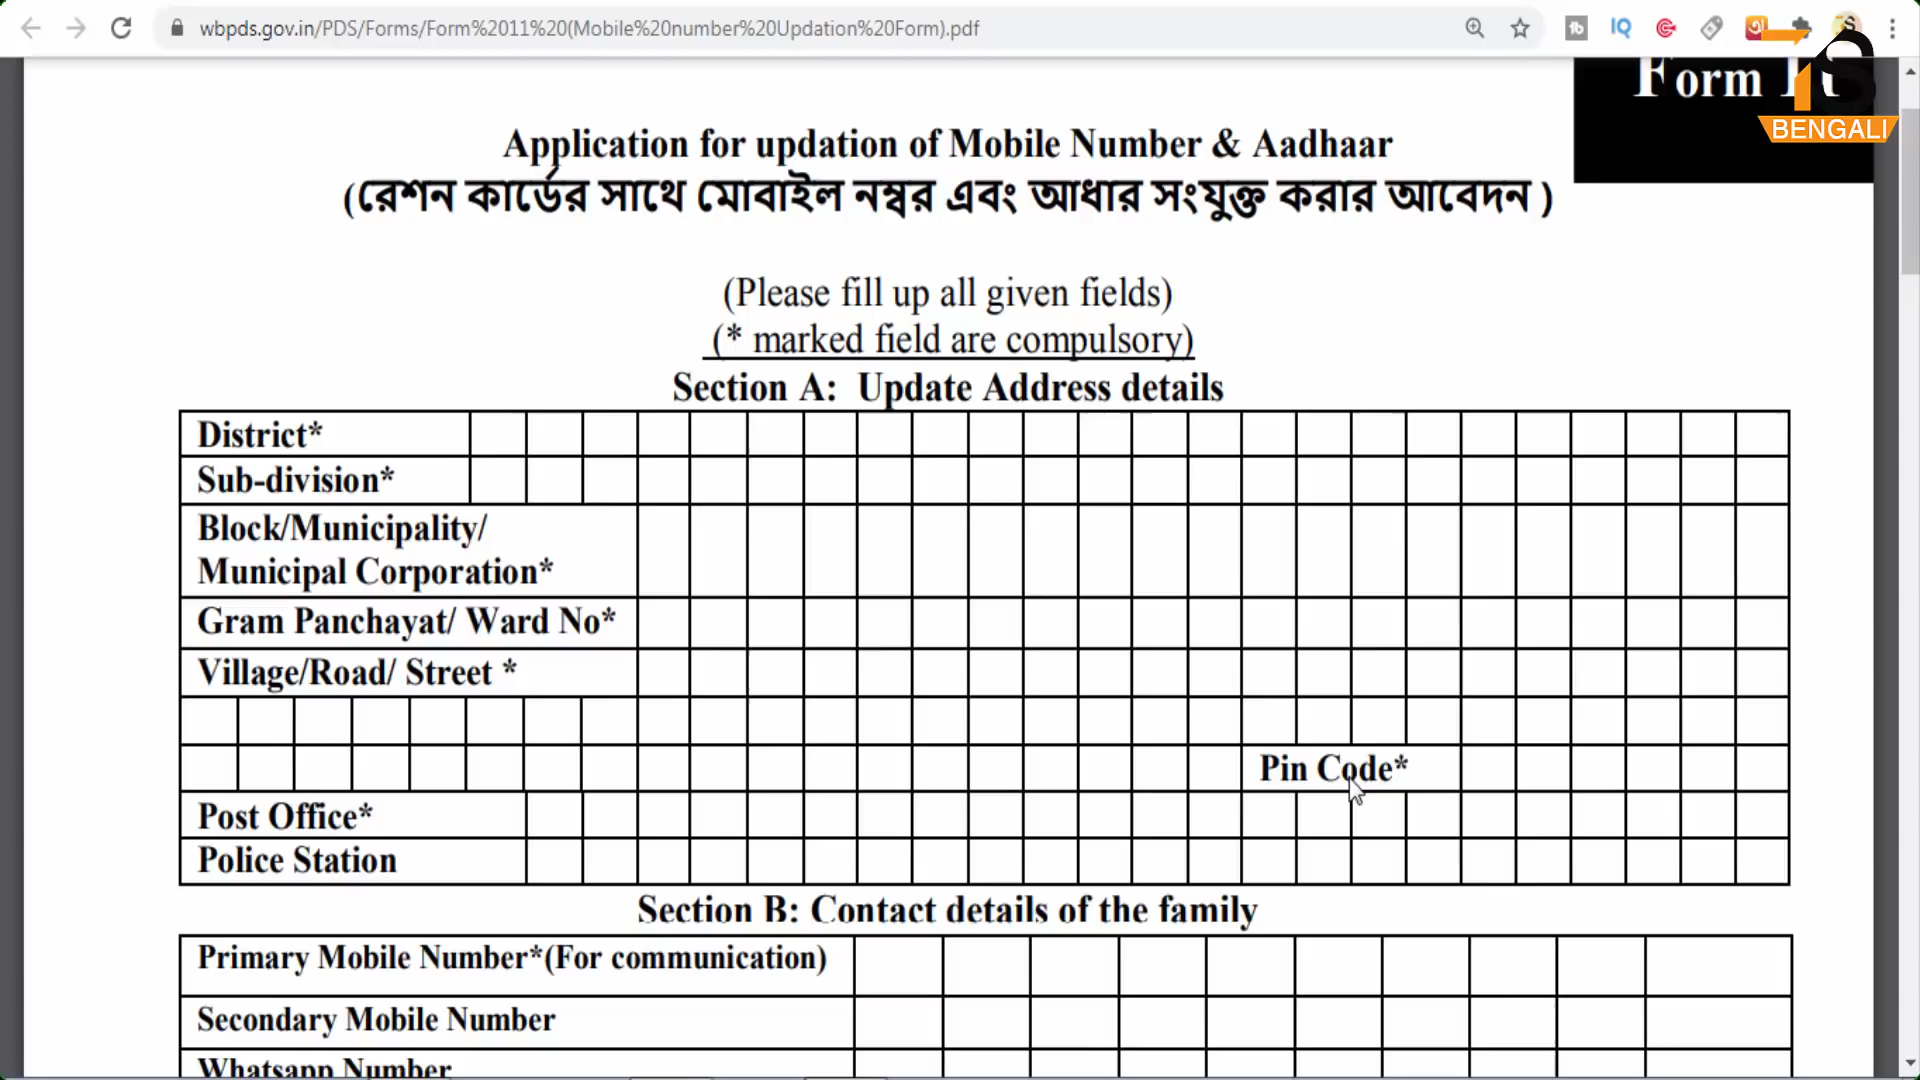 wbpds.gov.in/PDS/Forms/Form%2011%20(Mobile%20number%20Updation%20Form).pdf
IQ
Form
S
BENGALI
Application for updation of Mobile Number & Aadhaar
(রেশন কার্ডের সাথে মোবাইল নম্বর এবং আধার সংযুক্ত করার আবেদন )
(Please fill up all given fields)
(* marked field are compulsory)
Section A: Update Address details
District*
Sub-division*
Block/Municipality/
Municipal Corporation*
Gram Panchayat/ Ward No*
Village/Road/ Street *
Pin Code*
Post Office*
Police Station
Section B: Contact details of the family
Primary Mobile Number*(For communication)
Secondary Mobile Number
Whatsapp Number